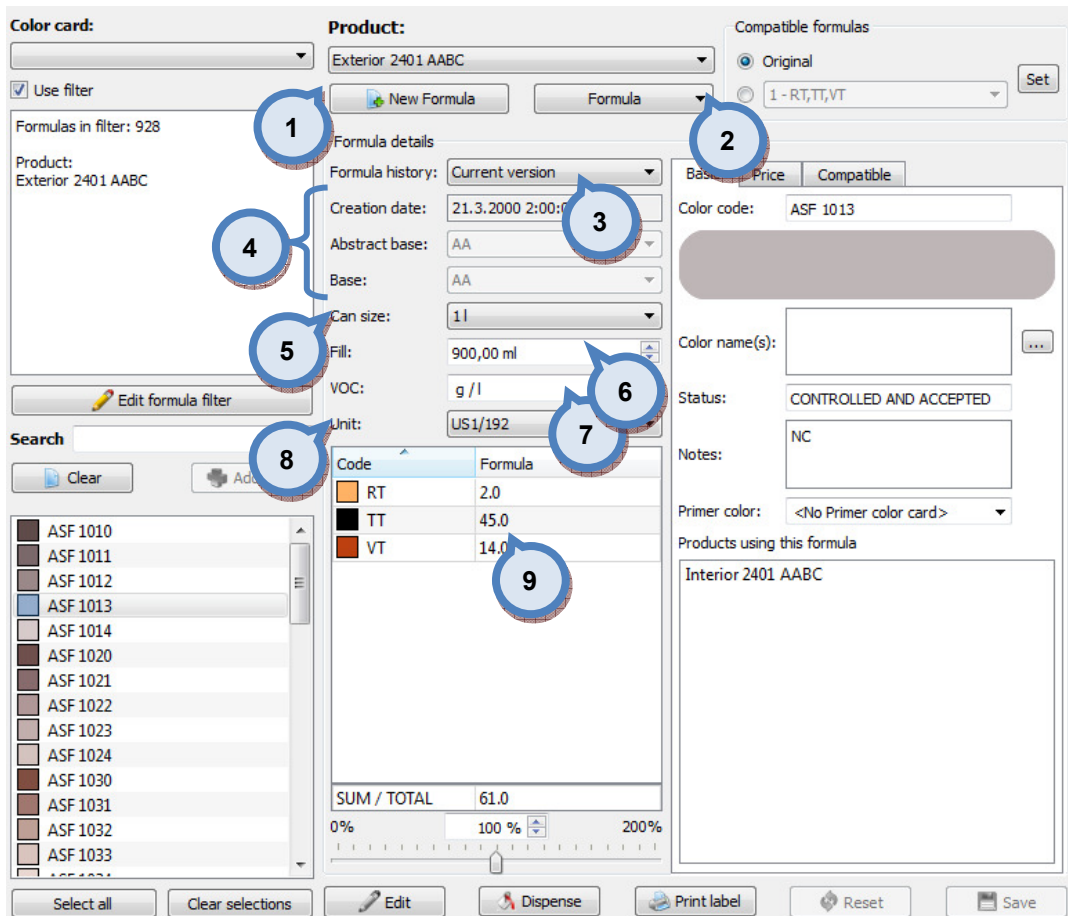 Color card:
Use filter
Formulas in filter: 928
Product:
Exterior 2401 AABC
Edit formula filter
Search
Clear
ASF 1010
ASF 1011
ASF 1012
ASF 1013
ASF 1014
ASF 1020
ASF 1021
ASF 1022
ASF 1023
ASF 1024
ASF 1030
ASF 1031
ASF 1032
ASF 1033
Select all
Clear selections
Product:
Exterior 2401 AABC
New Formula
Formula
1
2
Compatible formulas
Original
1 - RT,TT,VT
Set
Formula details
Formula history:
Current version
3
4
Creation date:
21.3.2000 2:00:0
Abstract base:
AA
Base:
AA
Can size:
1 l
5
Fill:
900,00 ml
6
VOC:
g / l
7
Unit:
US1/192
8
Code
Formula
RT
2.0
TT
45.0
VT
14.0
9
SUM / TOTAL
61.0
0%
100 %
200%
Price
Compatible
Color code:
ASF 1013
Color name(s):
...
Status:
CONTROLLED AND ACCEPTED
Notes:
NC
Primer color:
<No Primer color card>
Products using this formula
Interior 2401 AABC
Edit
Dispense
Print label
Reset
Save